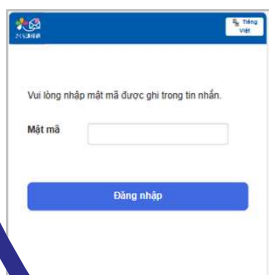 Tiếng
Việt
Vui lòng nhập mật mã được ghi trong tin nhắn.
Mật mã
Đăng nhập